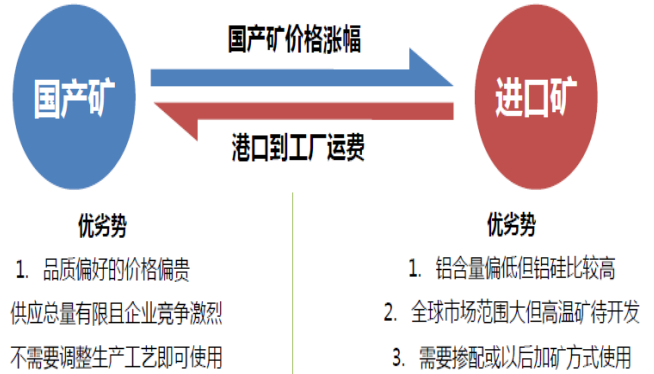 国产矿价格涨幅
国产矿
进口矿
港口到工厂运费
优劣势
1. 品质偏好的价格偏贵
供应总量有限且企业竞争激烈
不需要调整生产工艺即可使用
优劣势
1. 铝含量偏低但铝硅比较高
2. 全球市场范围大但高温矿待开发
3. 需要掺配或以后加矿方式使用